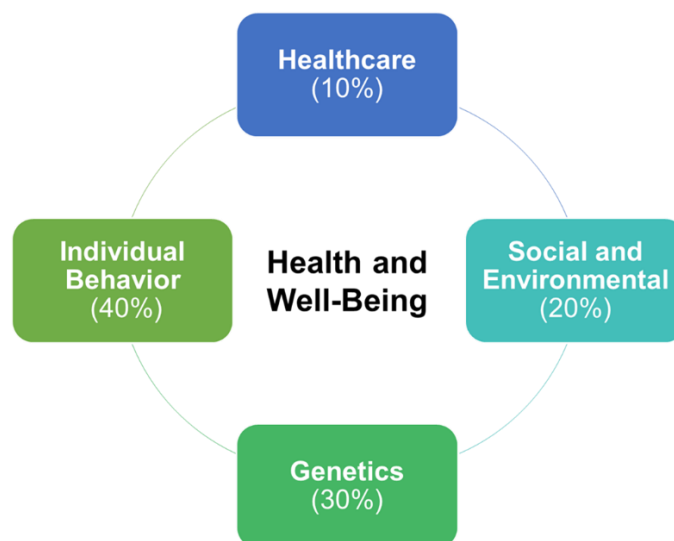 Healthcare
(10%)
Individual
Behavior
(40%)
Health and
Well-Being
Social and
Environmental
(20%)
Genetics
(30%)